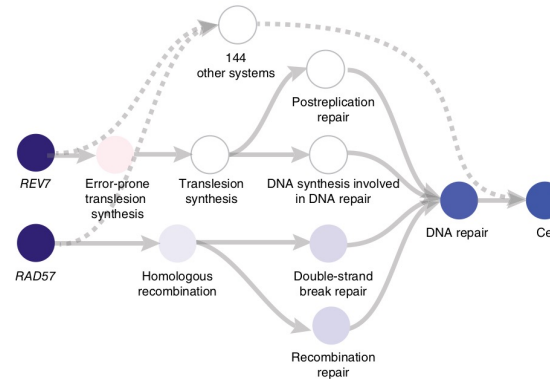 144
other systems
Postreplication
repair
REV7
Error-prone
translesion
synthesis
Translesion
synthesis
DNA synthesis involved
in DNA repair
DNA repair
Ce
RAD57
Homologous
recombination
Double-strand
break repair
Recombination
repair